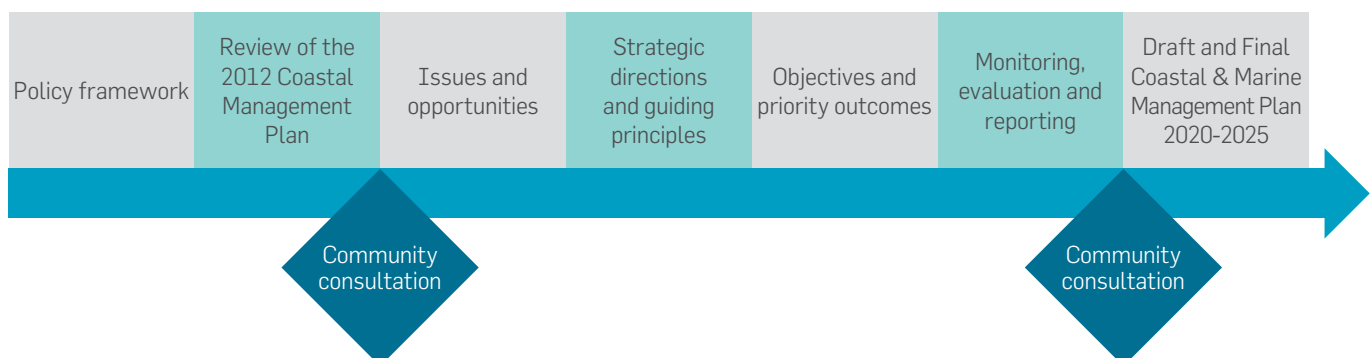 Policy framework
Review of the
2012 Coastal
Management
Plan
Issues and
opportunities
Strategic
directions
and guiding
principles
Objectives and
priority outcomes
Monitoring,
evaluation and
reporting
Draft and Final
Coastal & Marine
Management Plan
2020-2025
Community
consultation
Community
consultation